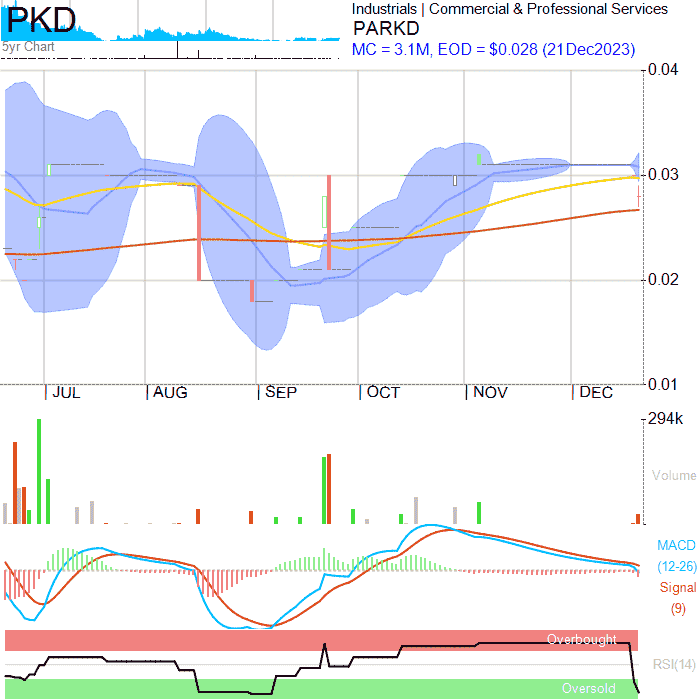 PKD
Industrials | Commercial & Professional Services
PARKD
5yr Chart
MC = 3.1M, EOD = $0.028 (21Dec2023)
0.04
0.03
0.02
0.01
JUL
AUG
SEP
OCT
NOV
DEC
294k
Volume
MACD
(12-26)
Signal
(9)
Overbought
RSI(14)
Oversold